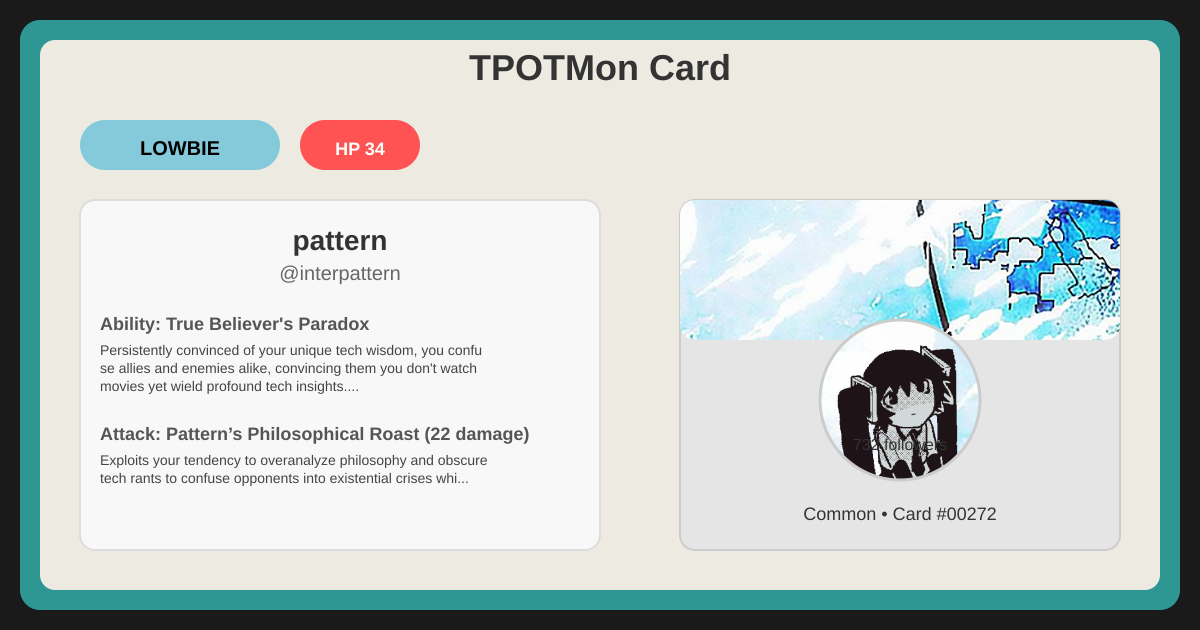 TPOTMon Card
LOWBIE
HP 34
pattern
@interpattern
Ability: True Believer's Paradox
Persistently convinced of your unique tech wisdom, you confu
se allies and enemies alike, convincing them you don't watch
movies yet wield profound tech insights....
Attack: Pattern’s Philosophical Roast (22 damage)
Exploits your tendency to overanalyze philosophy and obscure
tech rants to confuse opponents into existential crises whi...
732 followers
Common • Card #00272